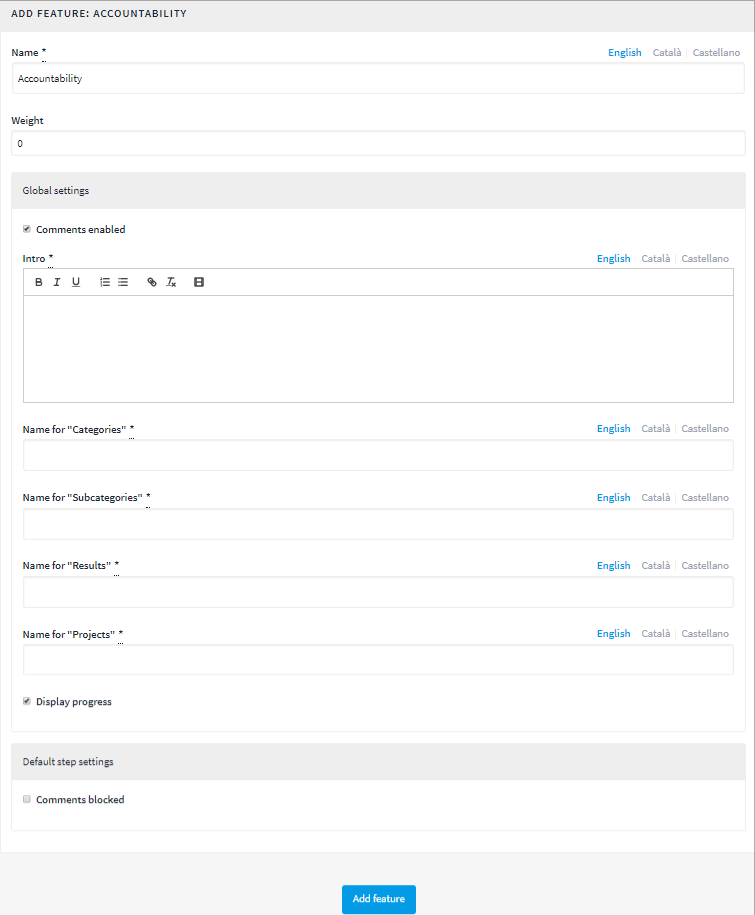 ADD FEATURE: ACCOUNTABILITY
Name * English Català Castellano
Accountability
Weight
0
Global settings
Comments enabled
Intro * English Català Castellano
B I U
Name for "Categories" * English Català Castellano
Name for "Subcategories" * English Català Castellano
Name for "Results" * English Català Castellano
Name for "Projects" * English Català Castellano
Display progress
Default step settings
Comments blocked
Add feature